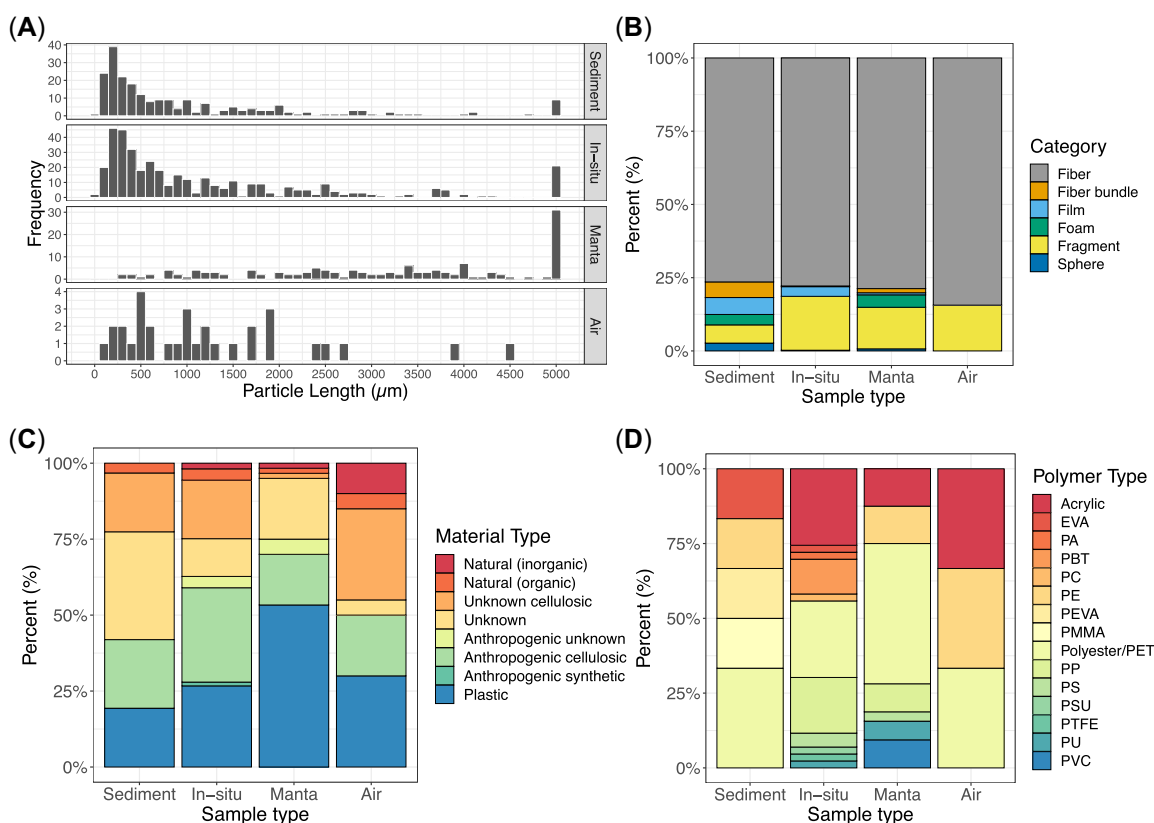 (A)
Frequency
40
30
20
10
0
Sediment
40
30
20
10
0
In−situ
30
20
10
0
Manta
4
3
2
1
0
Air
0 500 1000 1500 2000 2500 3000 3500 4000 4500 5000
Particle Length (µm)
(B)
Percent (%)
100%
75%
50%
25%
0%
Sediment In−situ Manta Air
Sample type
Category
Fiber
Fiber bundle
Film
Foam
Fragment
Sphere
(C)
Percent (%)
100%
75%
50%
25%
0%
Sediment In−situ Manta Air
Sample type
Material Type
Natural (inorganic)
Natural (organic)
Unknown cellulosic
Unknown
Anthropogenic unknown
Anthropogenic cellulosic
Anthropogenic synthetic
Plastic
(D)
Percent (%)
100%
75%
50%
25%
0%
Sediment In−situ Manta Air
Sample type
Polymer Type
Acrylic
EVA
PA
PBT
PC
PE
PEVA
PMMA
Polyester/PET
PP
PS
PSU
PTFE
PU
PVC